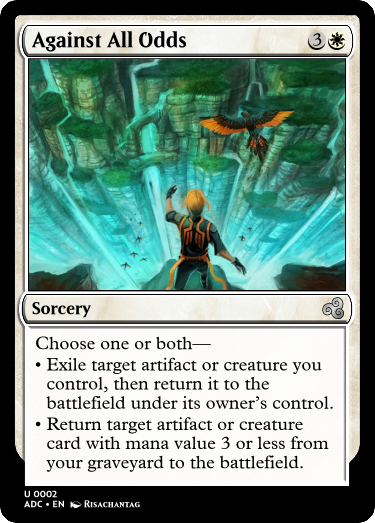 Against All Odds 3
Sorcery
Choose one or both—
• Exile target artifact or creature you
control, then return it to the
battlefield under its owner's control.
• Return target artifact or creature
card with mana value 3 or less from
your graveyard to the battlefield.
U 0002
ADC • EN Risachantag